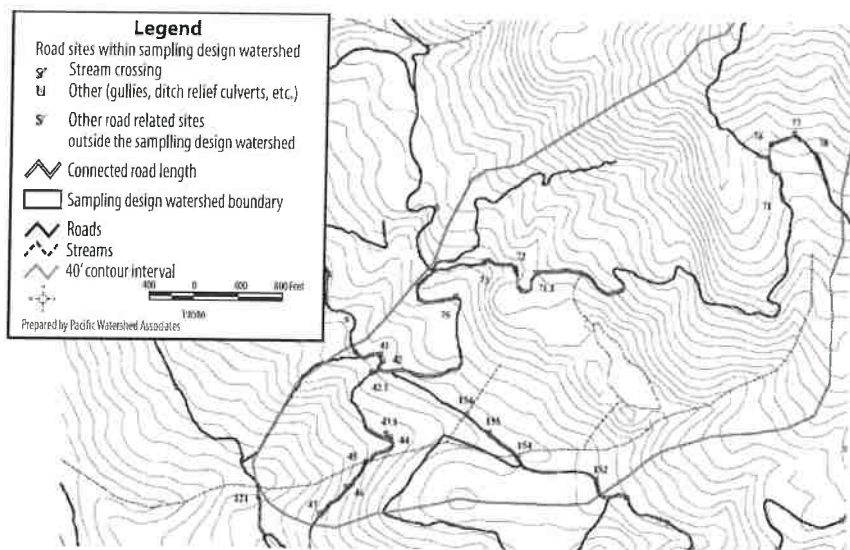 Legend
Road sites within sampling design watershed
Stream crossing
Other (gullies, ditch relief culverts, etc.)
Other road related sites
outside the samplling design watershed
Connected road length
Sampling design watershed boundary
Roads
Streams
40' contour interval
400 0 400 800 Feet
1:8500
Prepared by Pacific Watershed Associates
77
78
71
72
73
71.1
76
41
42
42.1
156
155
154
152
43.1
44
45
46
47
121